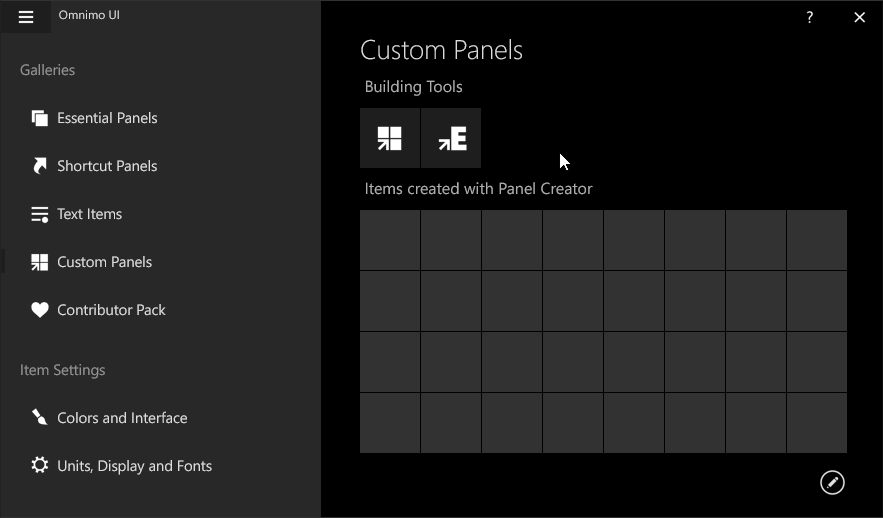 Omnimo UI
?
Galleries
Essential Panels
Shortcut Panels
Text Items
Custom Panels
Contributor Pack
Item Settings
Colors and Interface
Units, Display and Fonts
Custom Panels
Building Tools
E
Items created with Panel Creator